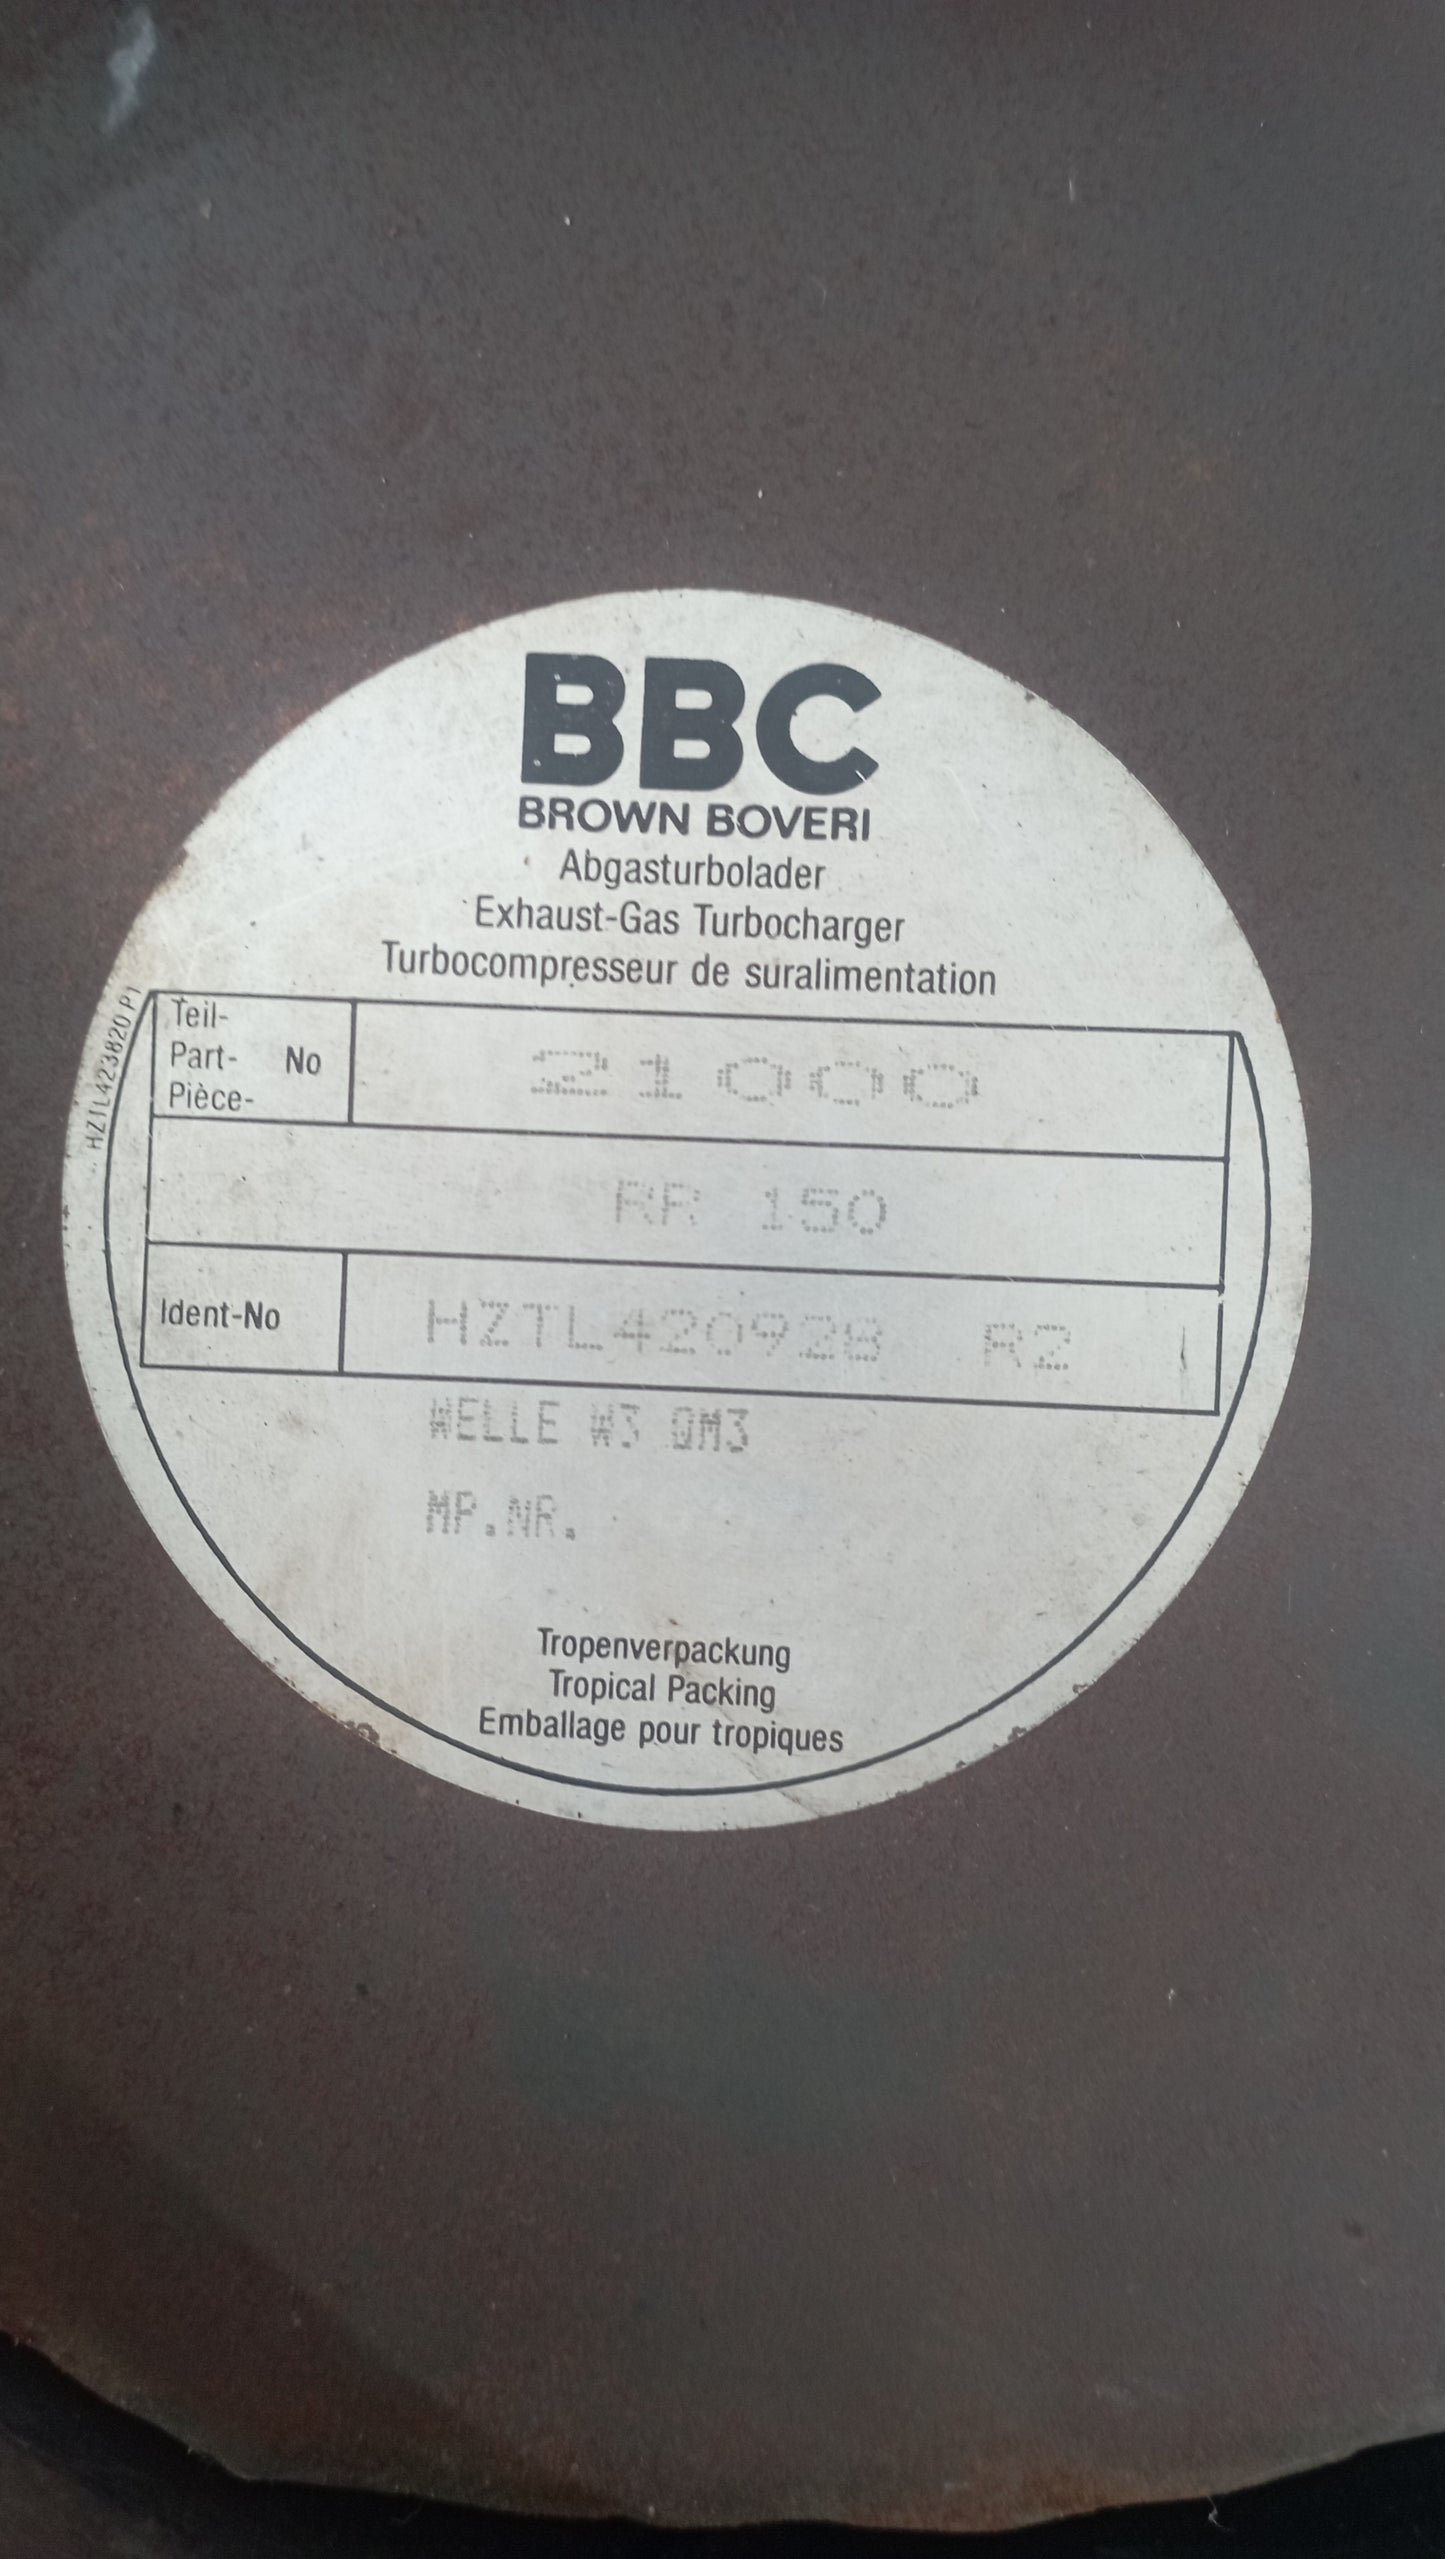 BBC
BROWN BOVERI
Abgasturbolader
Exhaust-Gas Turbocharger
Turbocompresseur de suralimentation
HZTL423820 P1
Teil-
Part- No
Pièce-
21000
RR 150
Ident-No HZTL420928 R2
WELLE W3 QM3
MP.NR.
Tropenverpackung
Tropical Packing
Emballage pour tropiques